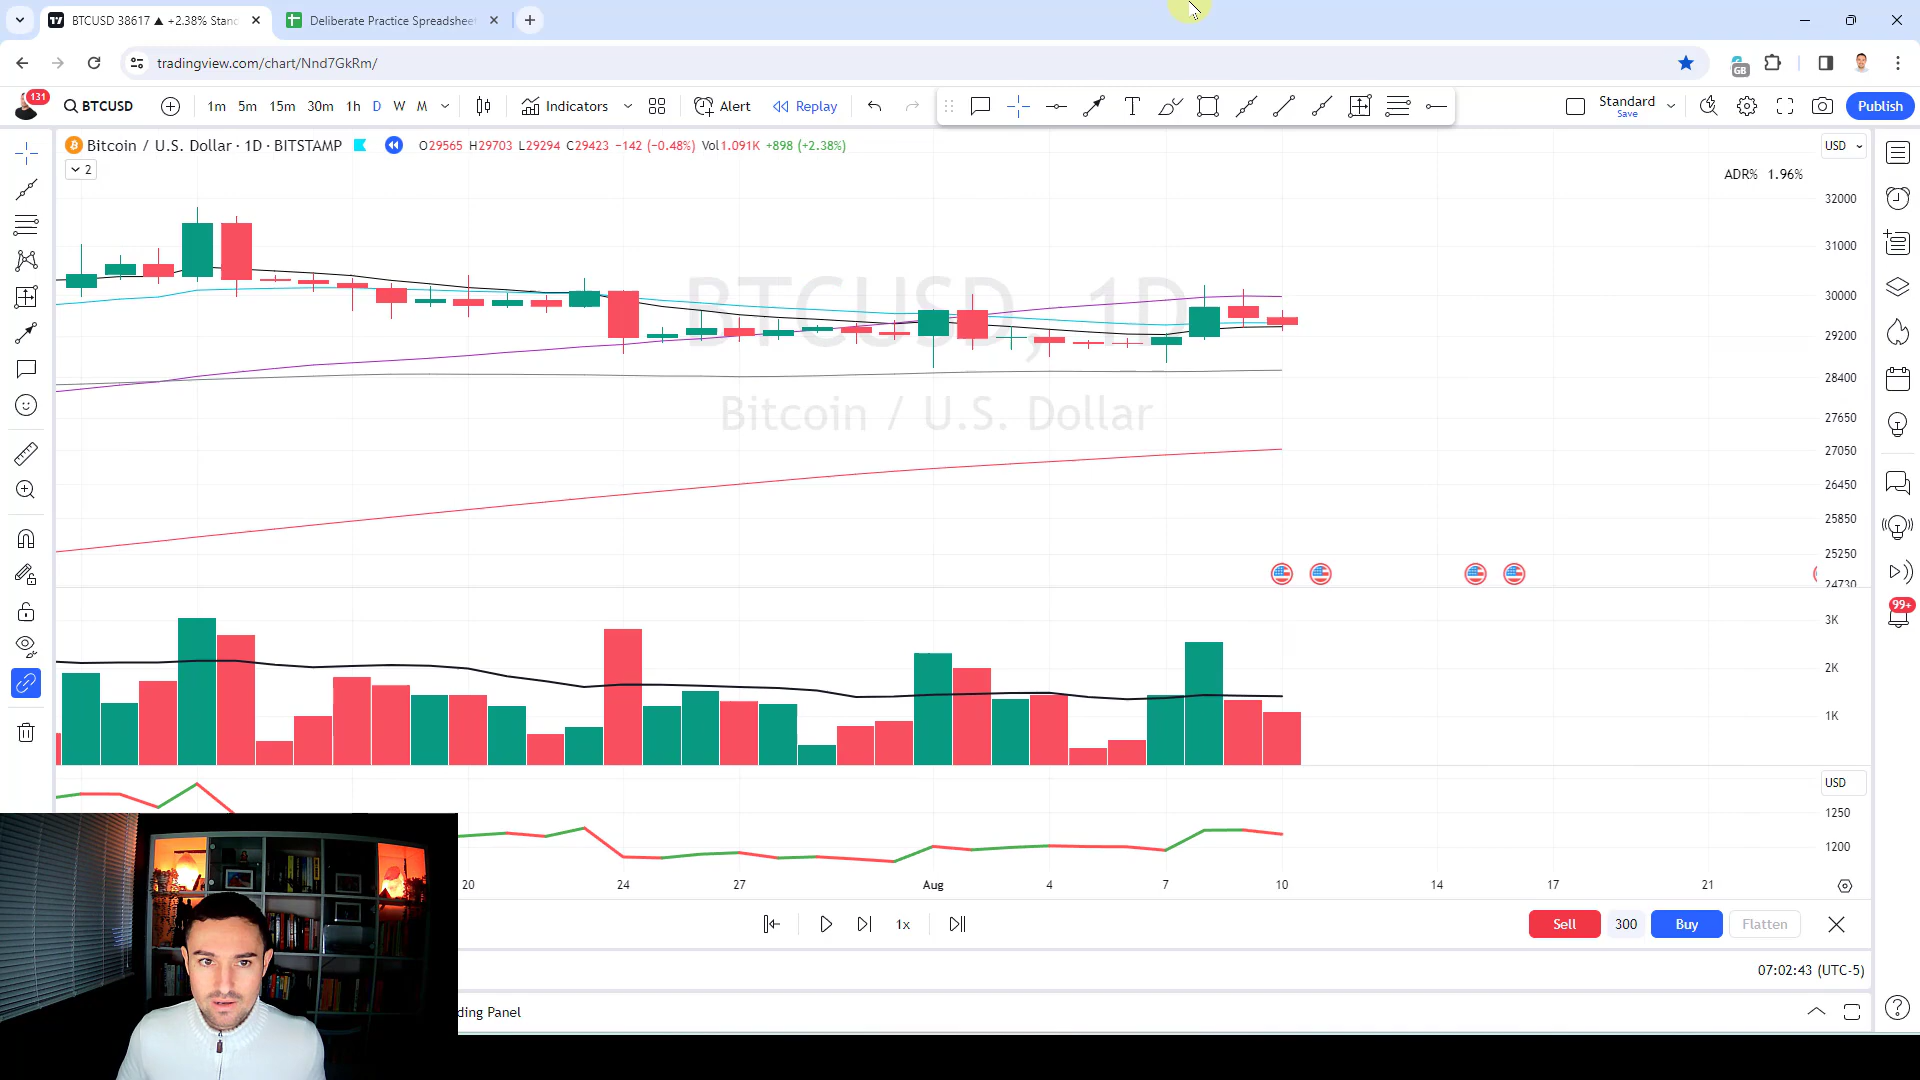 BTCUSD 38617 ▲ +2.38% Stand
Deliberate Practice Spreadshee
tradingview.com/chart/Nnd7GkRm/
GB
131
BTCUSD
1m 5m 15m 30m 1h D W M
Indicators
Alert
Replay
T
Standard
Save
Publish
Bitcoin / U.S. Dollar · 1D · BITSTAMP
O29565 H29703 L29294 C29423 −142 (−0.48%) Vol1.091K +898 (+2.38%)
USD
2
ADR% 1.96%
BTCUSD, 1D
Bitcoin / U.S. Dollar
32000
31000
30000
29200
28400
27650
27050
26450
25850
25250
24730
99+
3K
2K
1K
USD
1250
1200
20 24 27 Aug 4 7 10 14 17 21
1x
Sell 300 Buy Flatten
07:02:43 (UTC-5)
ding Panel